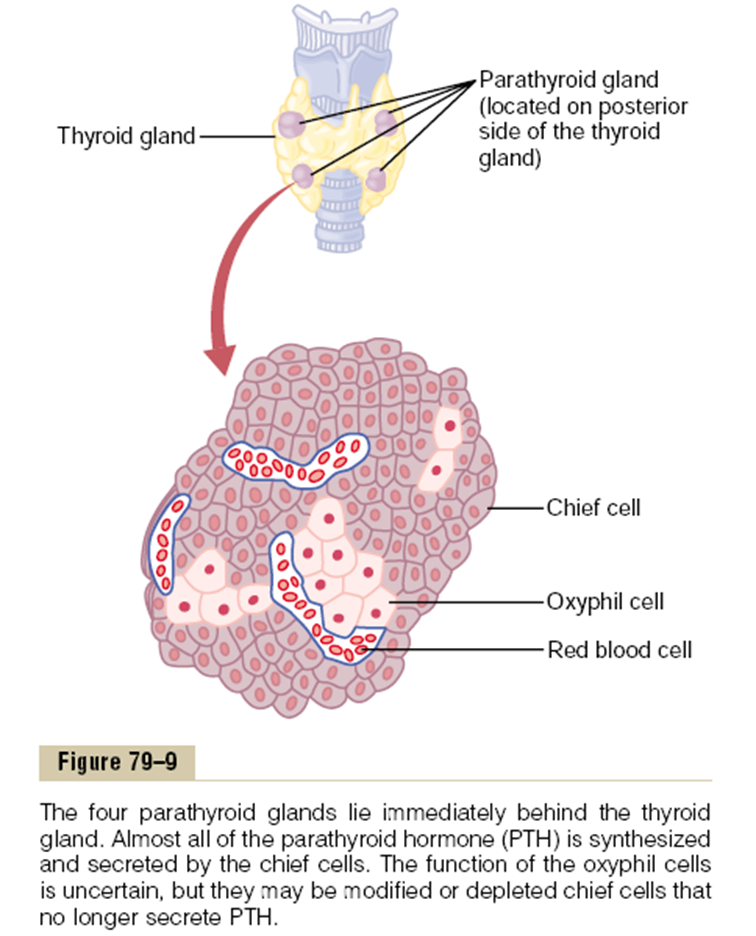 Parathyroid gland
(located on posterior
side of the thyroid
gland)
Thyroid gland
Chief cell
Oxyphil cell
Red blood cell
Figure 79–9
The four parathyroid glands lie immediately behind the thyroid
gland. Almost all of the parathyroid hormone (PTH) is synthesized
and secreted by the chief cells. The function of the oxyphil cells
is uncertain, but they may be modified or depleted chief cells that
no longer secrete PTH.